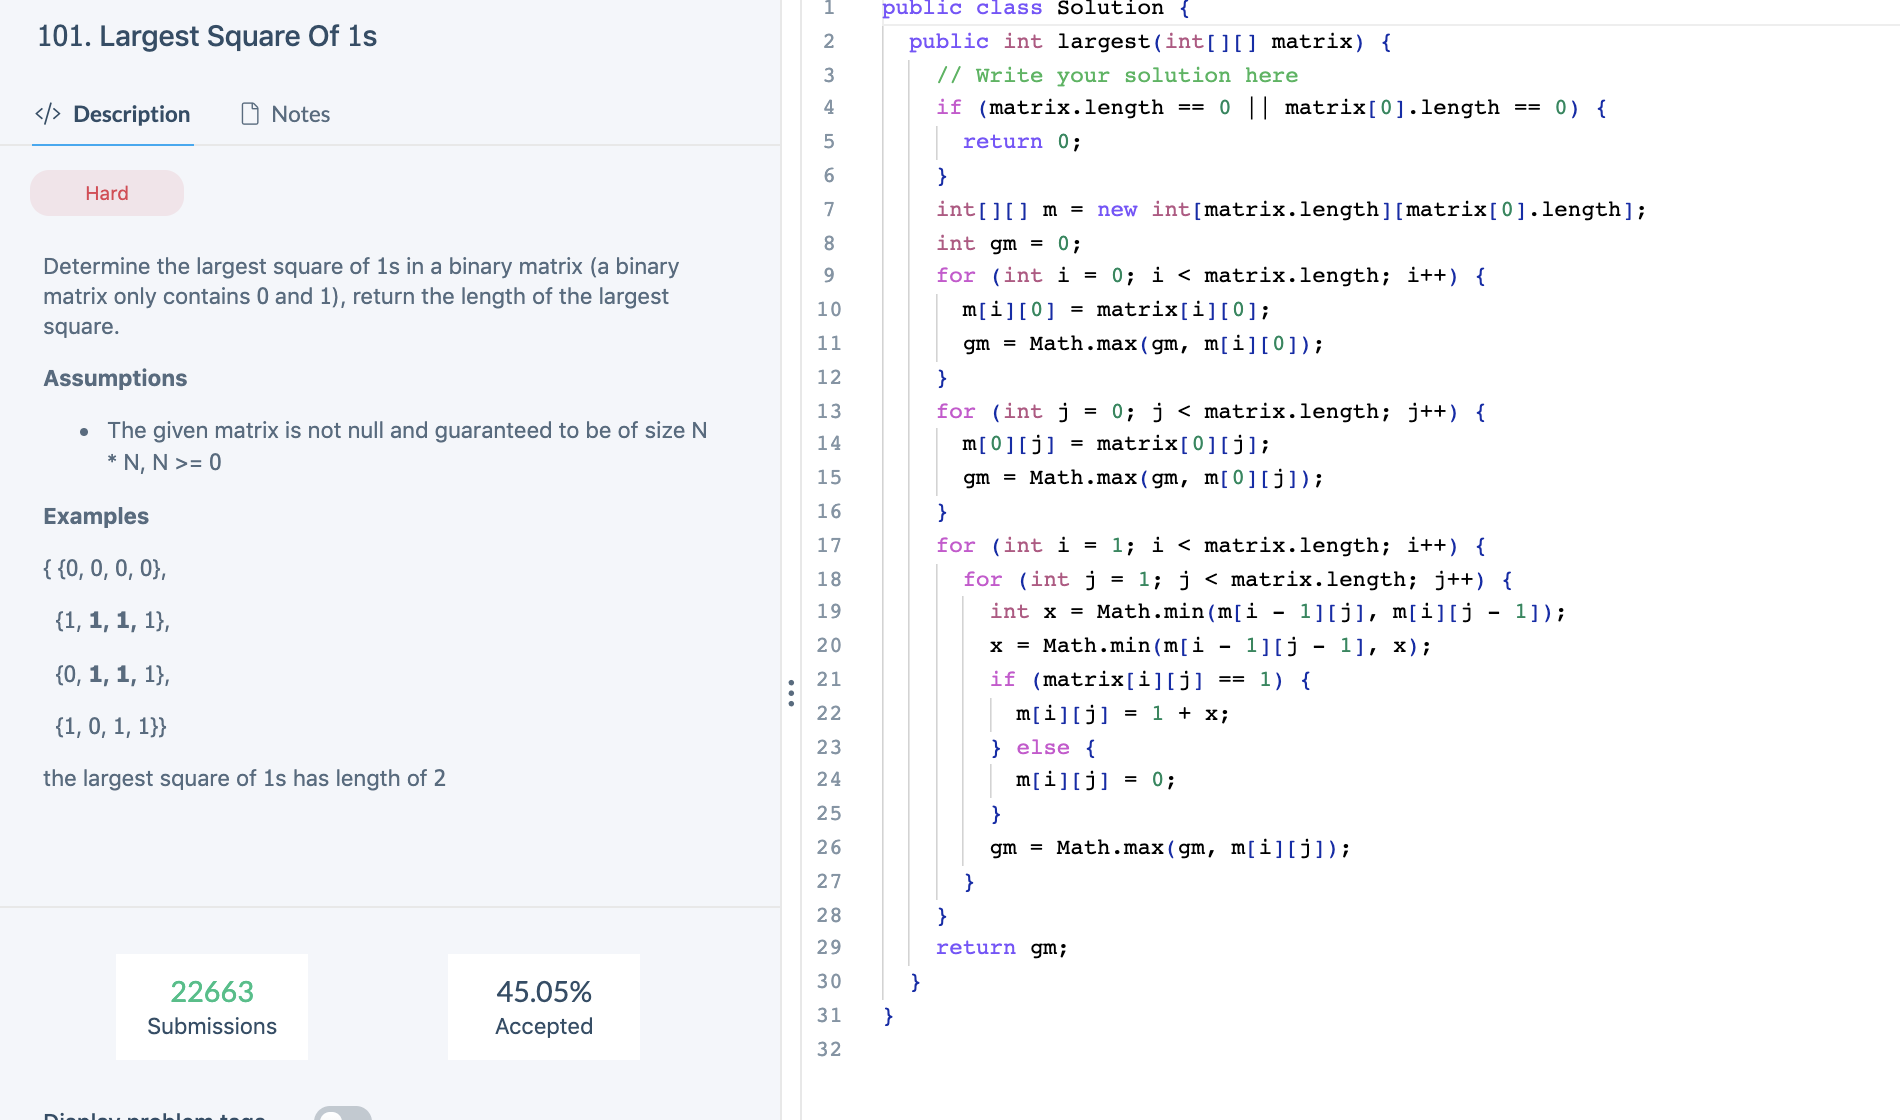 101. Largest Square Of 1s
</> Description Notes
Hard
Determine the largest square of 1s in a binary matrix (a binary
matrix only contains 0 and 1), return the length of the largest
square.
Assumptions
• The given matrix is not null and guaranteed to be of size N
* N, N >= 0
Examples
{ {0, 0, 0, 0},
{1, 1, 1, 1},
{0, 1, 1, 1},
{1, 0, 1, 1}}
the largest square of 1s has length of 2
22663
Submissions
45.05%
Accepted
Display problem tags
1 public class Solution {
2 public int largest(int[][] matrix) {
3 // Write your solution here
4 if (matrix.length == 0 || matrix[0].length == 0) {
5 return 0;
6 }
7 int[][] m = new int[matrix.length][matrix[0].length];
8 int gm = 0;
9 for (int i = 0; i < matrix.length; i++) {
10 m[i][0] = matrix[i][0];
11 gm = Math.max(gm, m[i][0]);
12 }
13 for (int j = 0; j < matrix.length; j++) {
14 m[0][j] = matrix[0][j];
15 gm = Math.max(gm, m[0][j]);
16 }
17 for (int i = 1; i < matrix.length; i++) {
18 for (int j = 1; j < matrix.length; j++) {
19 int x = Math.min(m[i - 1][j], m[i][j - 1]);
20 x = Math.min(m[i - 1][j - 1], x);
21 if (matrix[i][j] == 1) {
22 m[i][j] = 1 + x;
23 } else {
24 m[i][j] = 0;
25 }
26 gm = Math.max(gm, m[i][j]);
27 }
28 }
29 return gm;
30 }
31 }
32